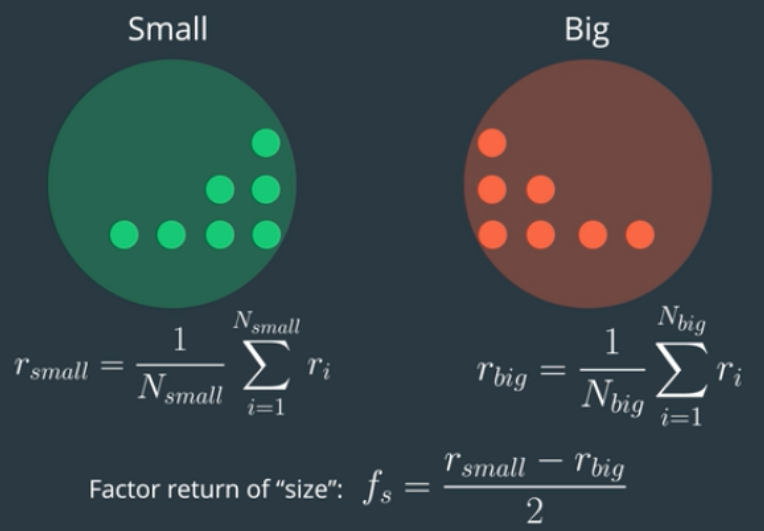 Small
Big
r_{small} = \frac{1}{N_{small}} \sum_{i=1}^{N_{small}} r_i
r_{big} = \frac{1}{N_{big}} \sum_{i=1}^{N_{big}} r_i
Factor return of “size”: f_s = \frac{r_{small} - r_{big}}{2}